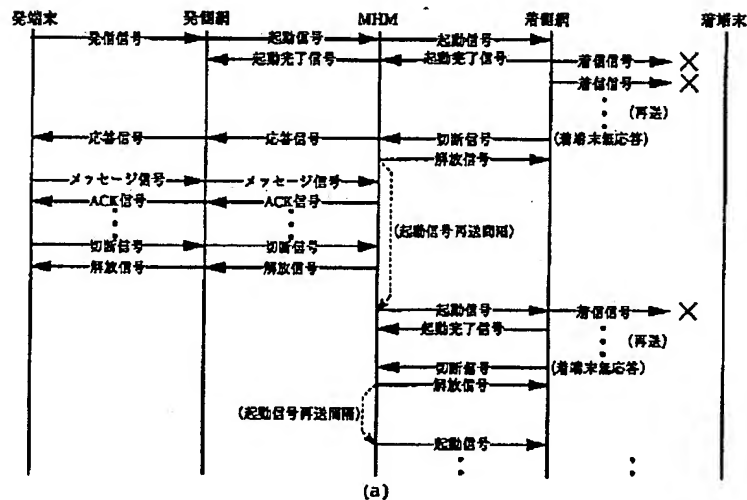 発端末 発側網 MHM 着側網 着端末
発信信号 起動信号 起動信号
起動完了信号 起動完了信号 着信信号
着信信号
(再送)
応答信号 応答信号 切断信号 (着端末無応答)
解放信号
メッセージ信号 メッセージ信号
ACK信号 ACK信号
(起動信号再送間隔)
切断信号 切断信号
解放信号 解放信号
起動信号 着信信号
起動完了信号
(再送)
切断信号 (着端末無応答)
解放信号
(起動信号再送間隔)
起動信号
(a)